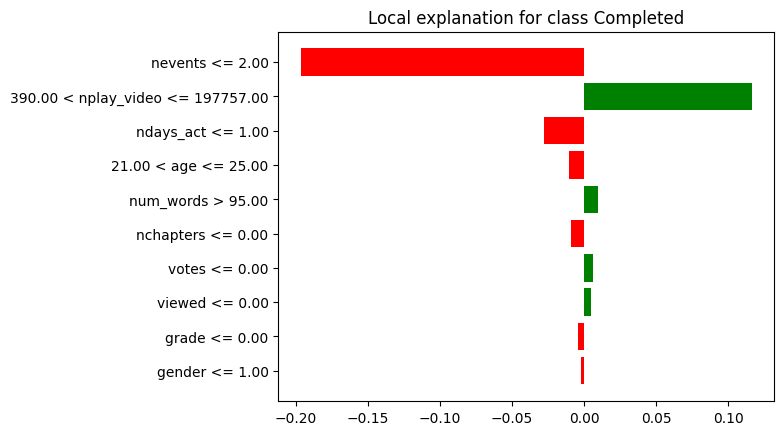 Local explanation for class Completed
nevents <= 2.00
390.00 < nplay_video <= 197757.00
ndays_act <= 1.00
21.00 < age <= 25.00
num_words > 95.00
nchapters <= 0.00
votes <= 0.00
viewed <= 0.00
grade <= 0.00
gender <= 1.00
−0.20 −0.15 −0.10 −0.05 0.00 0.05 0.10